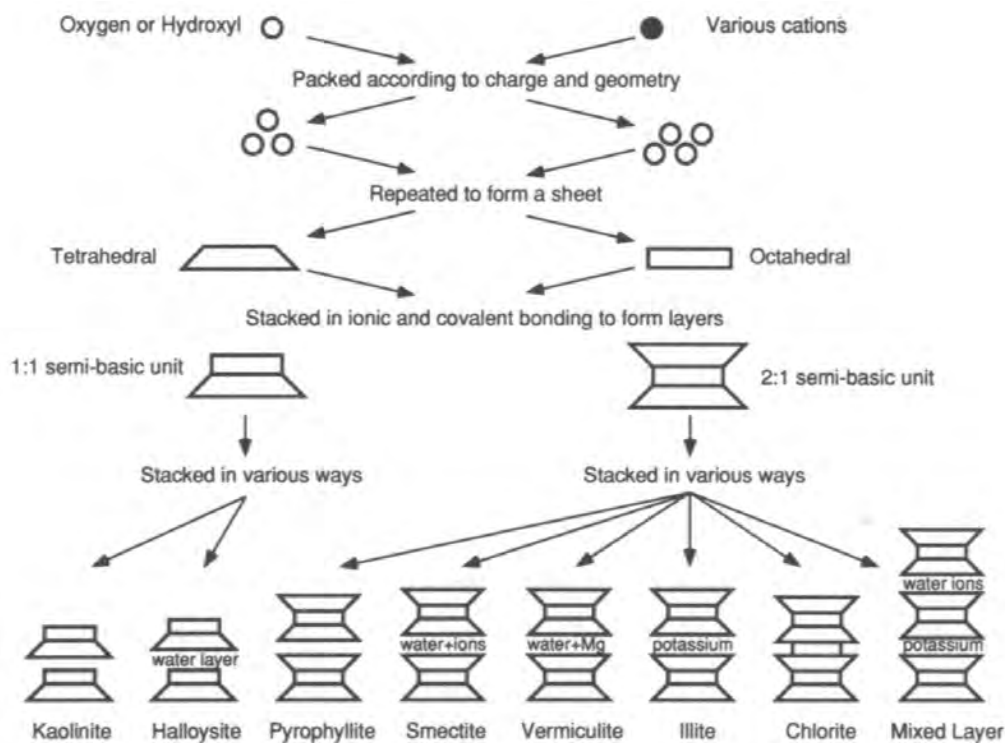 Oxygen or Hydroxyl
Various cations
Packed according to charge and geometry
Repeated to form a sheet
Tetrahedral
Octahedral
Stacked in ionic and covalent bonding to form layers
1:1 semi-basic unit
2:1 semi-basic unit
Stacked in various ways
Stacked in various ways
water ions
water layer
water+ions
water+Mg
potassium
potassium
Kaolinite
Halloysite
Pyrophyllite
Smectite
Vermiculite
Illite
Chlorite
Mixed Layer